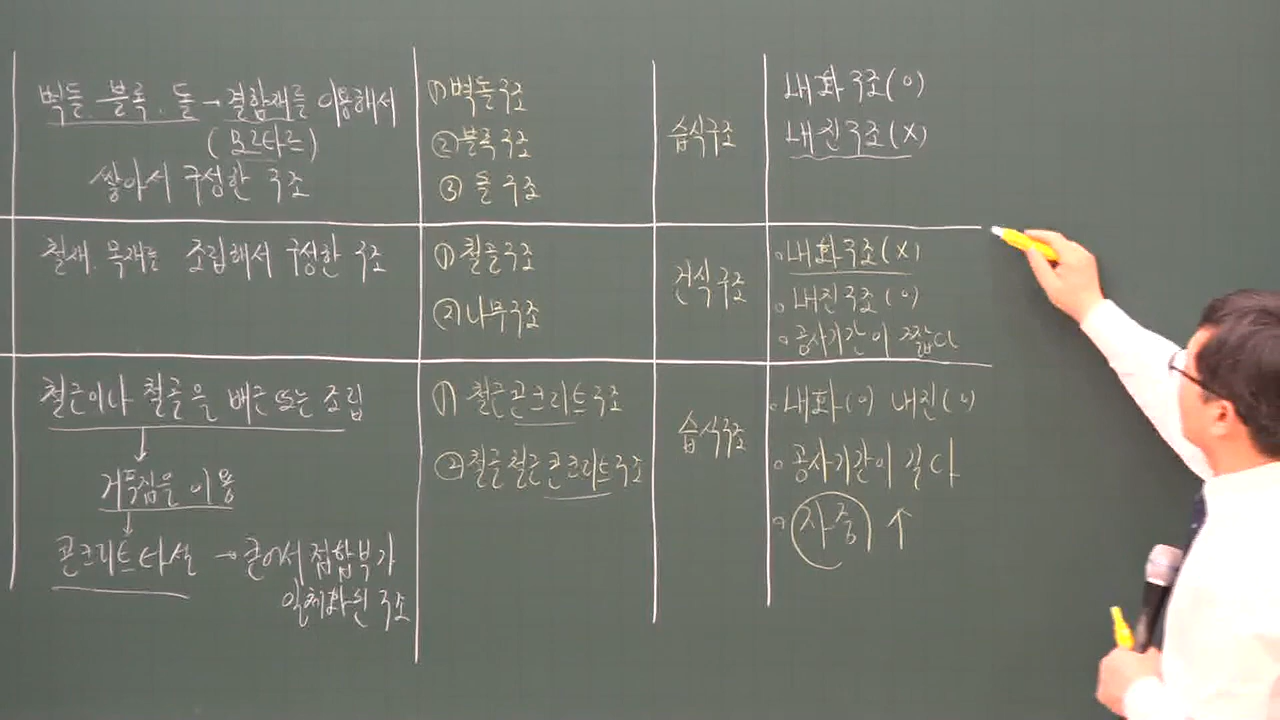 벽돌. 블록. 돌 → 결합재를 이용해서
(모르타르)
쌓아서 구성한 구조
① 벽돌구조
② 블록구조
③ 돌 구조
습식구조
내화구조(O)
내진구조(X)
철재. 목재는 조립해서 구성한 구조
① 철골구조
② 나무구조
건식구조
◦ 내화구조(X)
◦ 내진구조(O)
◦ 공사기간이 짧다
철근이나 철골을 배근 또는 조립
↓
거푸집을 이용
↓
콘크리트타설 → 굳어서 접합부가
일체화된 구조
① 철근콘크리트구조
② 철골철근콘크리트구조
습식구조
◦ 내화(O) 내진(O)
◦ 공사기간이 길다
◦ 자중 ↑